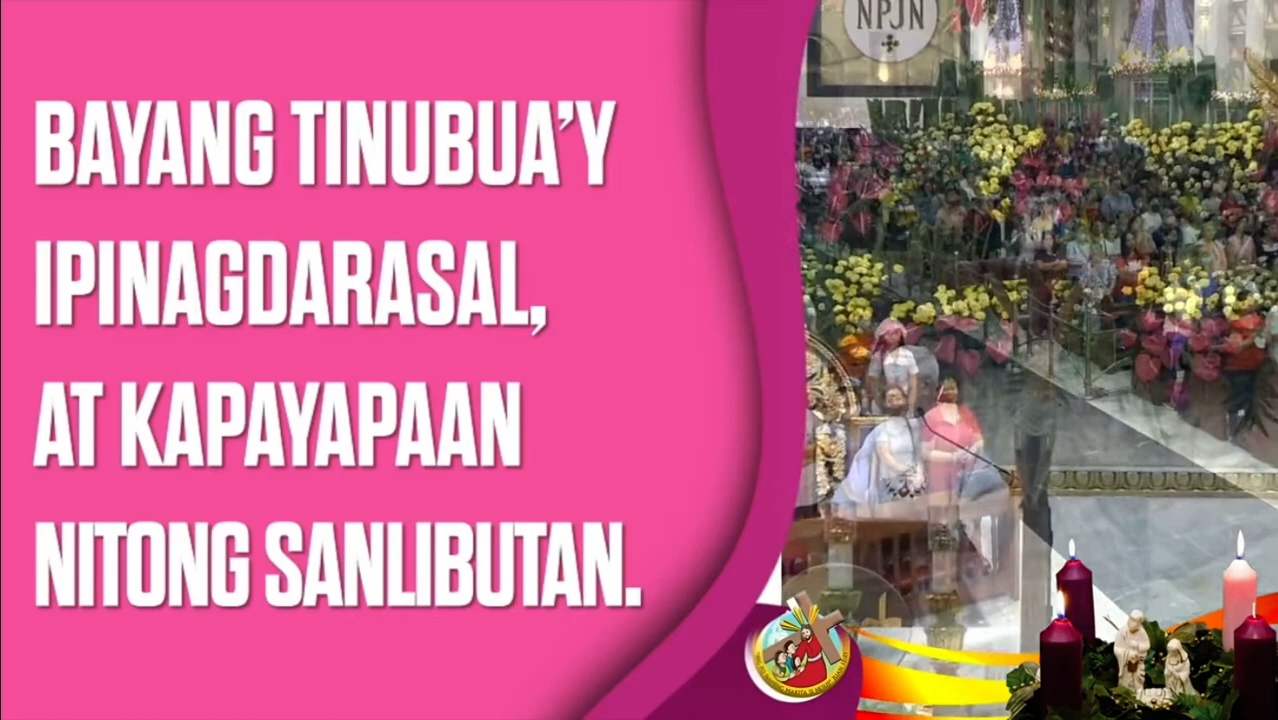 BAYANG TINUBUA'Y
IPINAGDARASAL,
AT KAPAYAPAAN
NITONG SANLIBUTAN.
NPJN